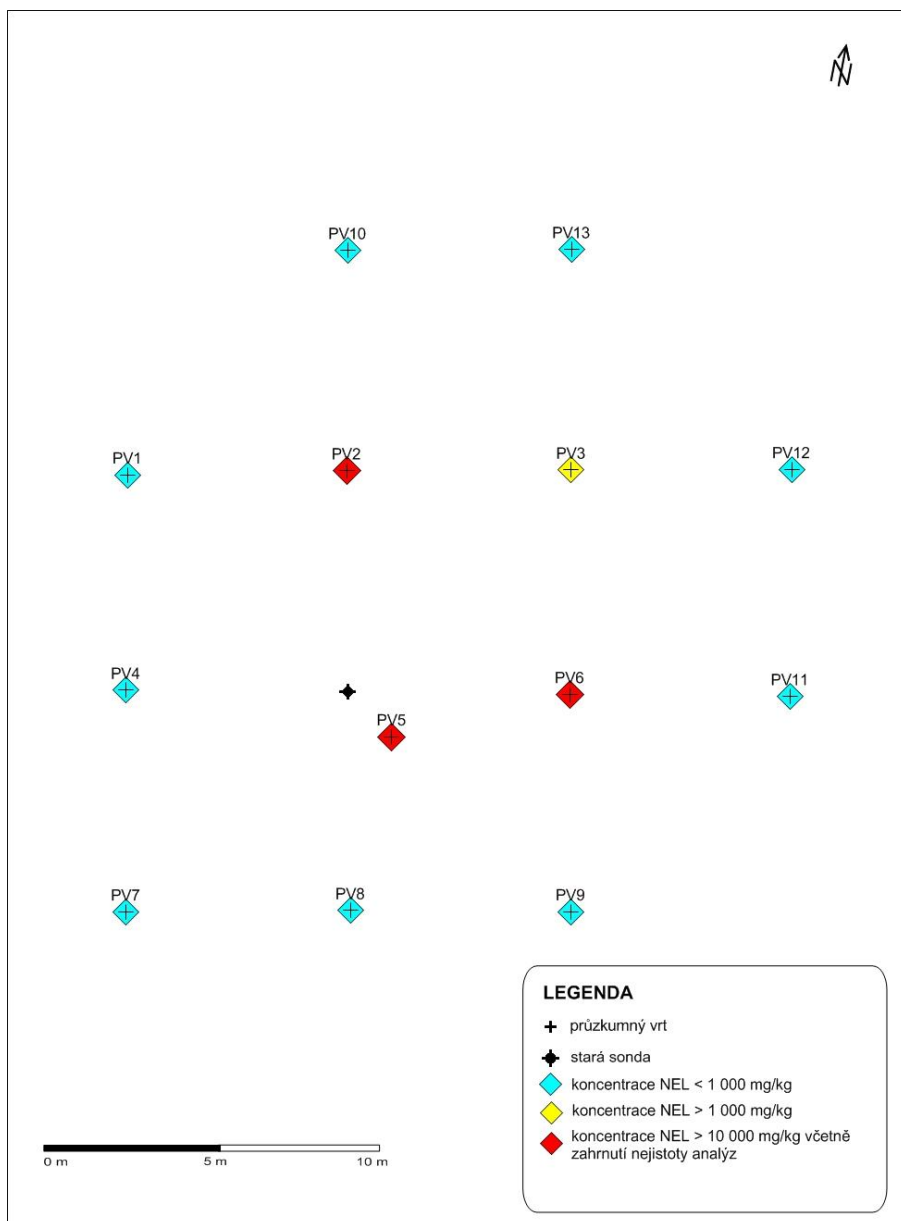 N
PV10
PV13
PV1
PV2
PV3
PV12
PV4
PV6
PV11
PV5
PV7
PV8
PV9
LEGENDA
průzkumný vrt
stará sonda
koncentrace NEL < 1 000 mg/kg
koncentrace NEL > 1 000 mg/kg
koncentrace NEL > 10 000 mg/kg včetně
zahrnutí nejistoty analýz
0 m
5 m
10 m